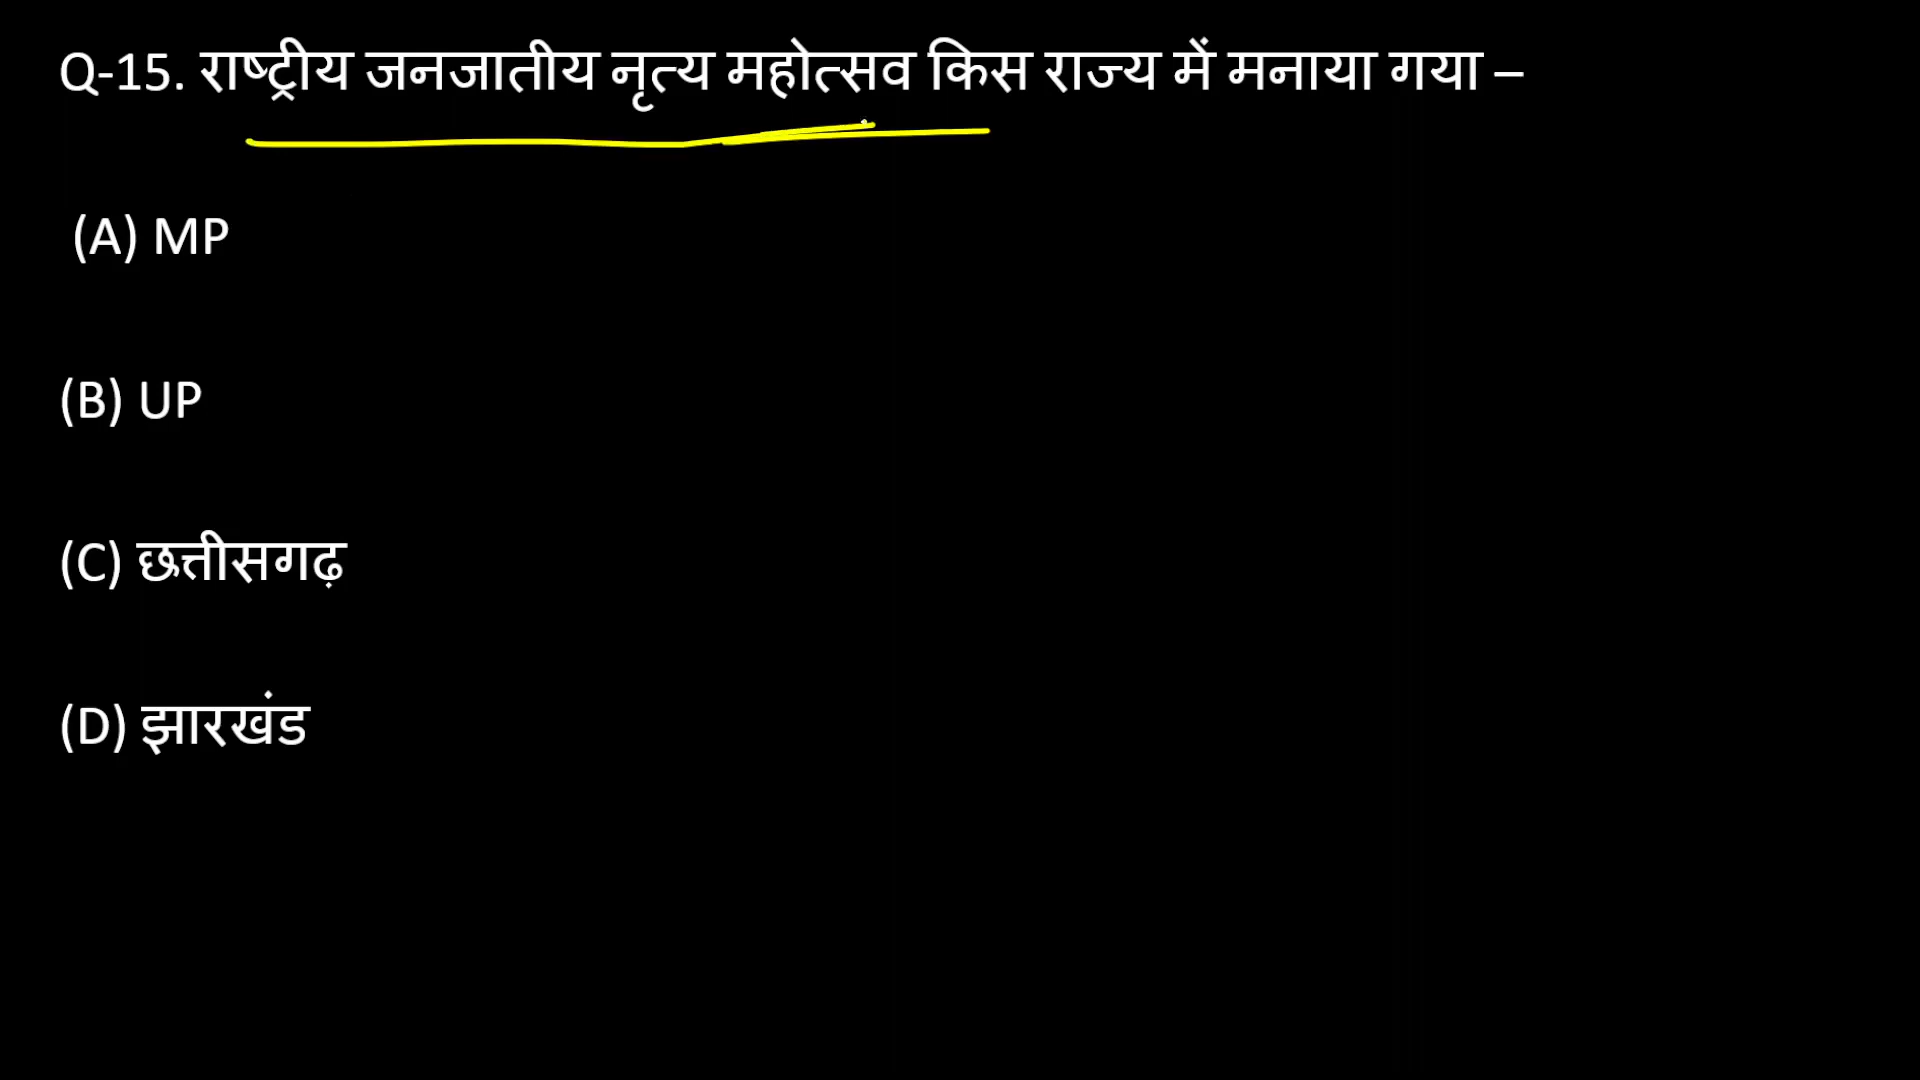 Q-15. राष्ट्रीय जनजातीय नृत्य महोत्सव किस राज्य में मनाया गया –
(A) MP
(B) UP
(C) छत्तीसगढ़
(D) झारखंड